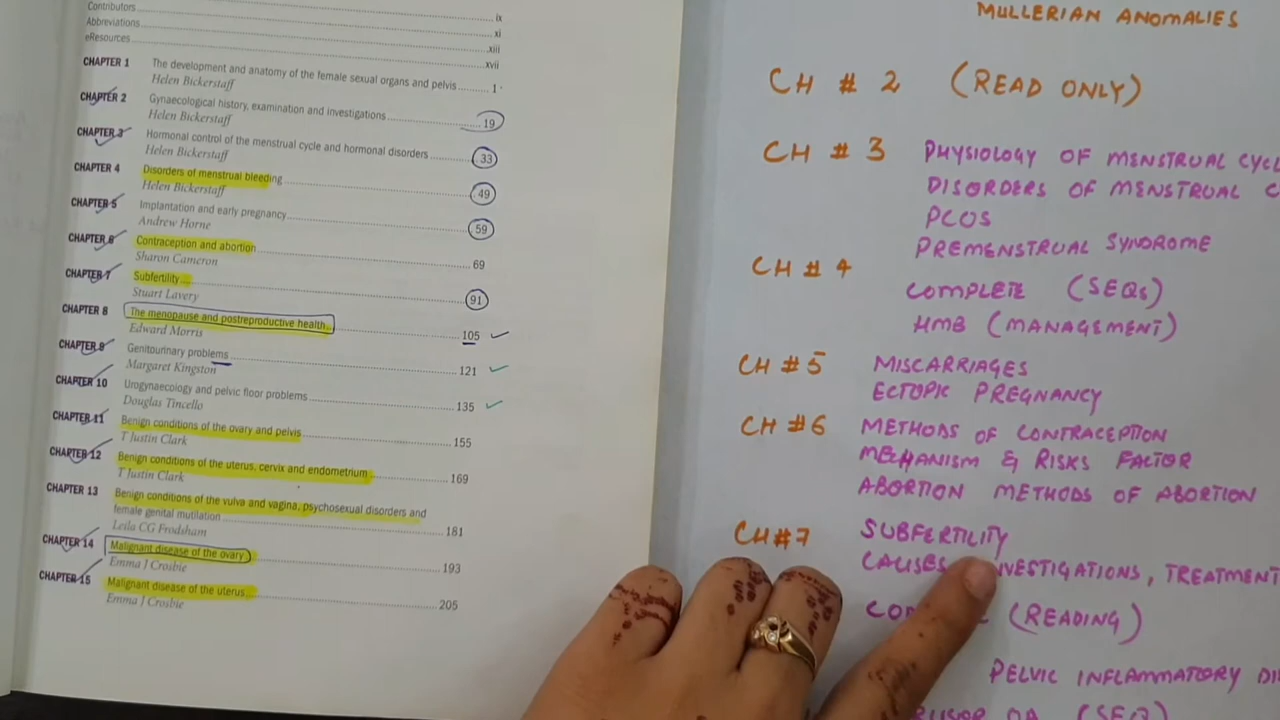 Contributors ix
Abbreviations xi
eResources xiii
xvii
CHAPTER 1 The development and anatomy of the female sexual organs and pelvis 1
Helen Bickerstaff
CHAPTER 2 Gynaecological history, examination and investigations 19
Helen Bickerstaff
CHAPTER 3 Hormonal control of the menstrual cycle and hormonal disorders 33
Helen Bickerstaff
CHAPTER 4 Disorders of menstrual bleeding 49
Helen Bickerstaff
CHAPTER 5 Implantation and early pregnancy 59
Andrew Horne
CHAPTER 6 Contraception and abortion 69
Sharon Cameron
CHAPTER 7 Subfertility 91
Stuart Lavery
CHAPTER 8 The menopause and postreproductive health 105
Edward Morris
CHAPTER 9 Genitourinary problems 121
Margaret Kingston
CHAPTER 10 Urogynaecology and pelvic floor problems 135
Douglas Tincello
CHAPTER 11 Benign conditions of the ovary and pelvis 155
T Justin Clark
CHAPTER 12 Benign conditions of the uterus, cervix and endometrium 169
T Justin Clark
CHAPTER 13 Benign conditions of the vulva and vagina, psychosexual disorders and
female genital mutilation 181
Leila CG Frodsham
CHAPTER 14 Malignant disease of the ovary 193
Emma J Crosbie
CHAPTER 15 Malignant disease of the uterus 205
Emma J Crosbie
MULLERIAN ANOMALIES
CH # 2 (READ ONLY)
CH # 3 PHYSIOLOGY OF MENSTRUAL CYCL
DISORDERS OF MENSTRUAL C
PCOS
PREMENSTRUAL SYNDROME
CH # 4
COMPLETE (SEQs)
HMB (MANAGEMENT)
CH # 5 MISCARRIAGES
ECTOPIC PREGNANCY
CH # 6 METHODS OF CONTRACEPTION
MECHANISM & RISKS FACTOR
ABORTION METHODS OF ABORTION
CH # 7 SUBFERTILITY
CAUSES INVESTIGATIONS, TREATMENT
(READING)
PELVIC INFLAMMATORY DI
(SEQ)